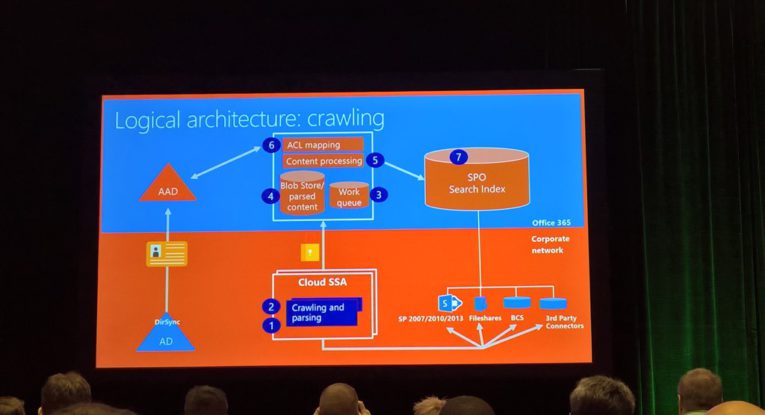 Logical architecture: crawling
6
ACL mapping
Content processing
5
7
AAD
4
Blob Store/
parsed
content
Work
queue
3
SPO
Search Index
Office 365
Corporate
network
Cloud SSA
2
Crawling and
parsing
1
DirSync
AD
S
SP 2007/2010/2013
Fileshares
BCS
3rd Party
Connectors